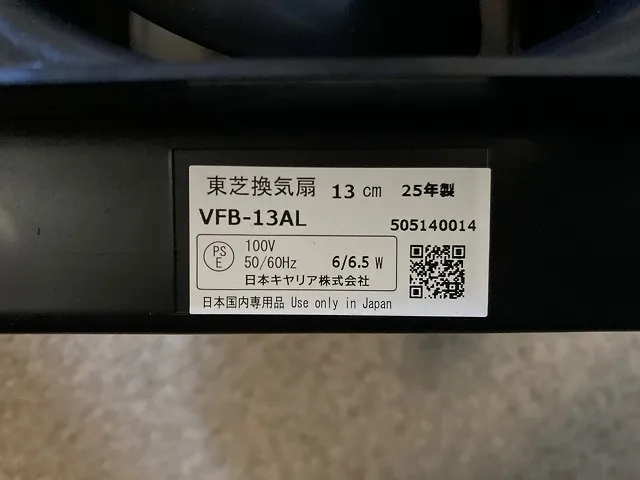 東芝換気扇 13 cm 25年製
VFB-13AL 505140014
PS
E
100V
50/60Hz 6/6.5 W
日本キヤリア株式会社
日本国内専用品 Use only in Japan